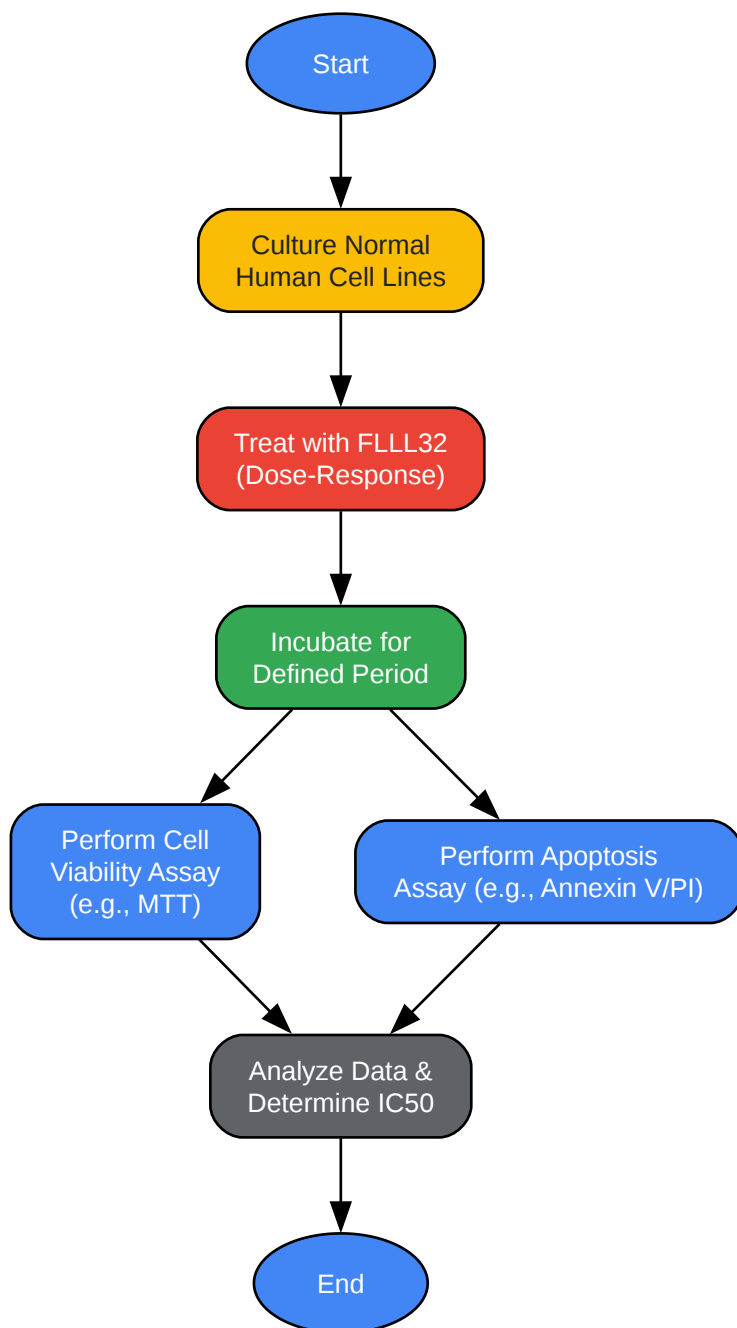 Start
Culture Normal
Human Cell Lines
Treat with FLLL32
(Dose-Response)
Incubate for
Defined Period
Perform Cell
Viability Assay
(e.g., MTT)
Perform Apoptosis
Assay (e.g., Annexin V/PI)
Analyze Data &
Determine IC50
End